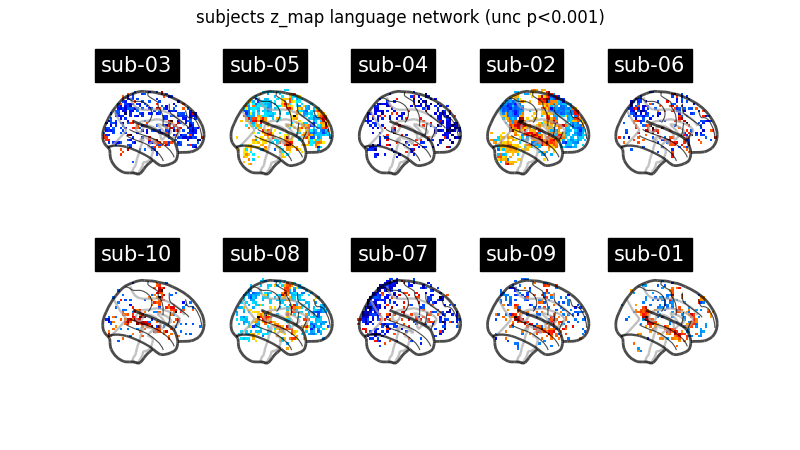 subjects z_map language network (unc p<0.001)
sub-03 sub-05 sub-04 sub-02 sub-06
sub-10 sub-08 sub-07 sub-09 sub-01